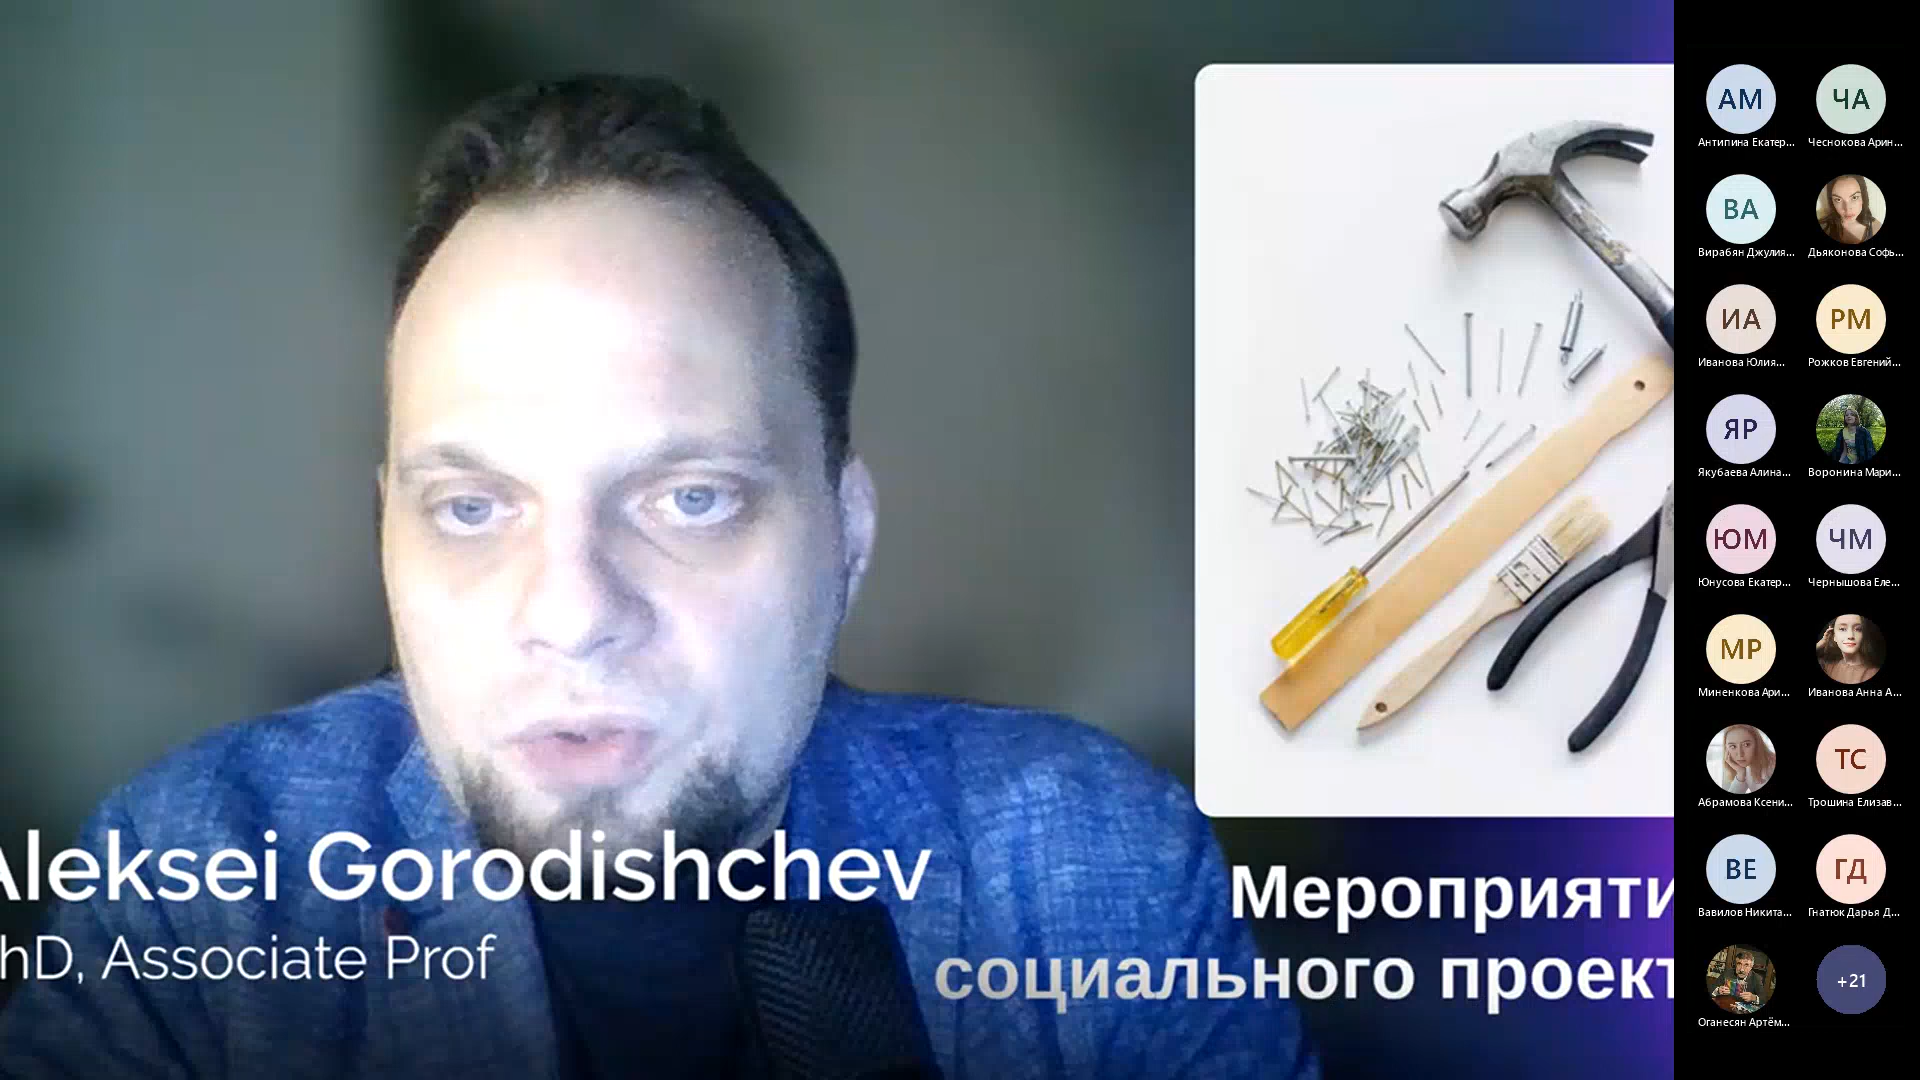 Aleksei Gorodishchev
hD, Associate Prof
Мероприяти
социального проект
АМ
Антипина Екатер...
ЧА
Чеснокова Арин...
ВА
Вирабян Джулия...
Дьяконова Софь...
ИА
Иванова Юлия...
РМ
Рожков Евгений...
ЯР
Якубаева Алина...
Воронина Мари...
ЮМ
Юнусова Екатер...
ЧМ
Чернышова Еле...
МР
Миненкова Ари...
Иванова Анна А...
Абрамова Ксени...
ТС
Трошина Елизав...
ВЕ
Вавилов Никита...
ГД
Гнатюк Дарья Д...
Оганесян Артём...
+21